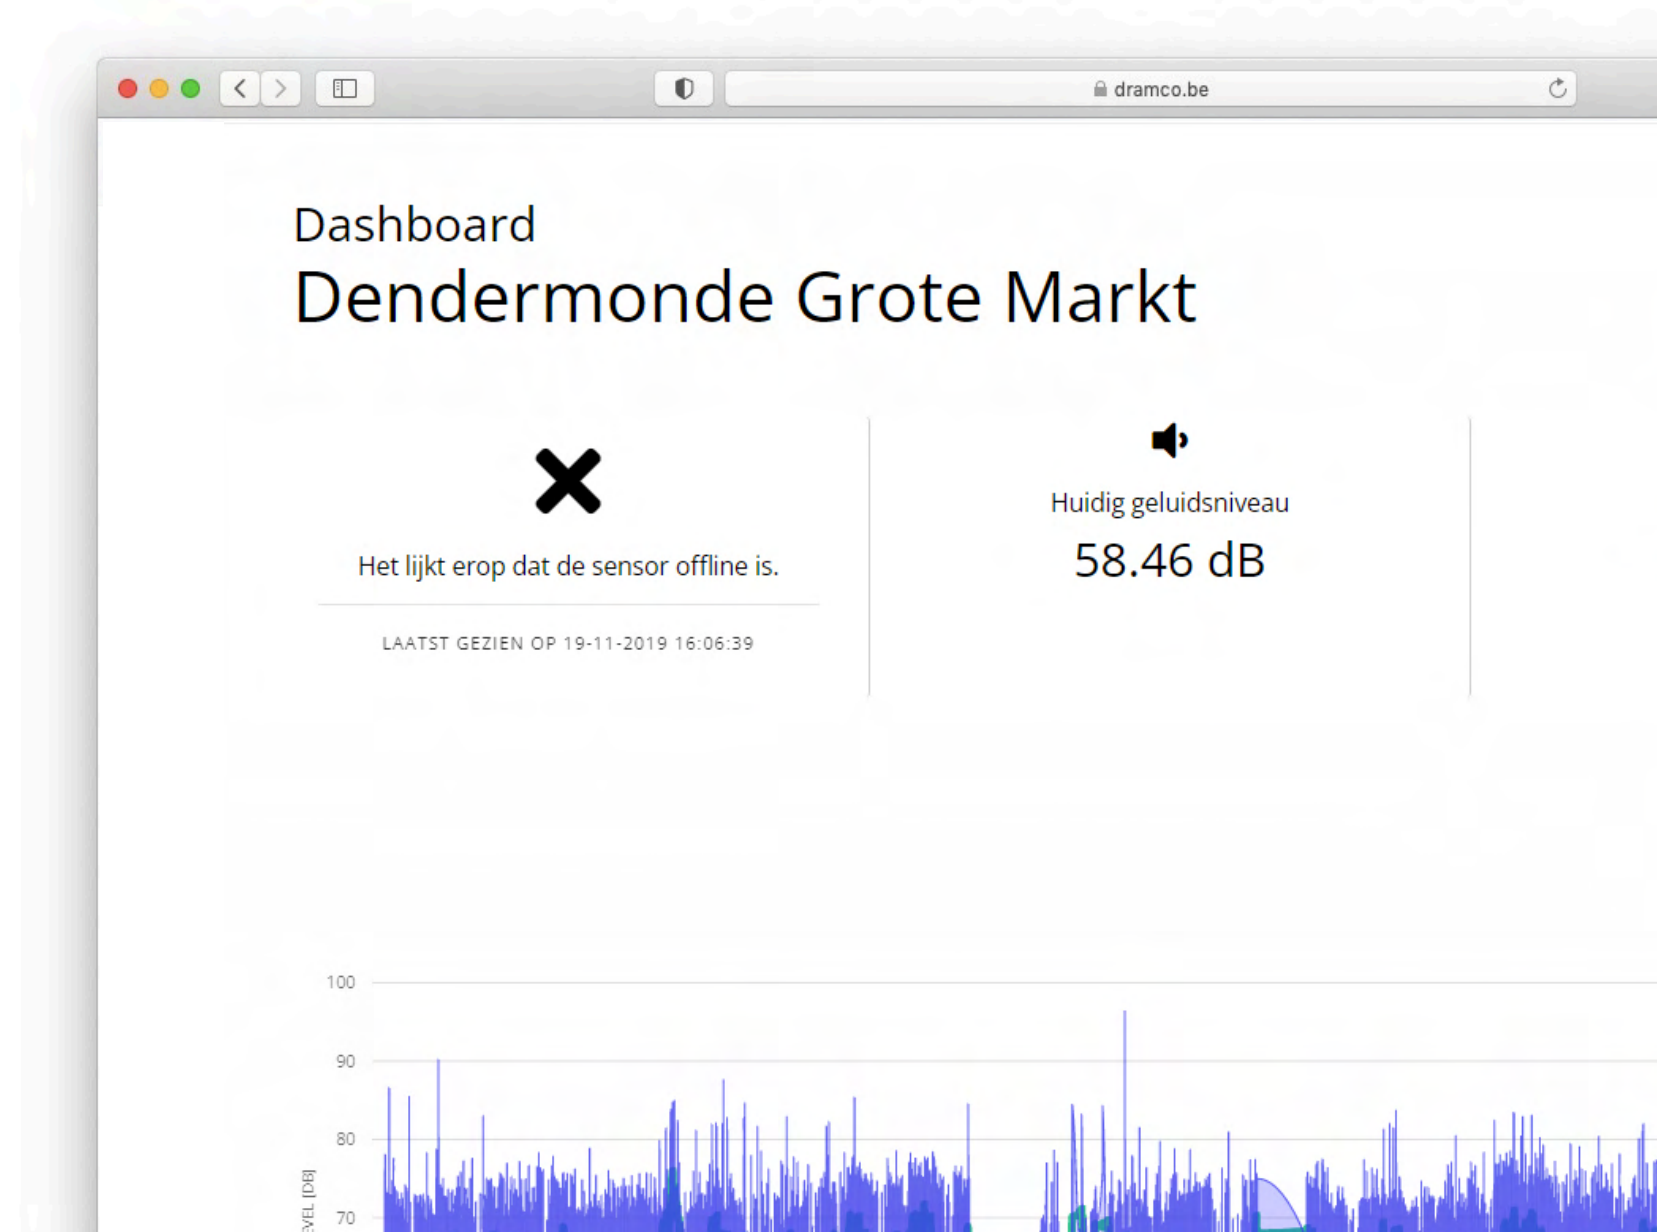 dramco.be
Dashboard
Dendermonde Grote Markt
Het lijkt erop dat de sensor offline is.
LAATST GEZIEN OP 19-11-2019 16:06:39
Huidig geluidsniveau
58.46 dB
100
90
80
70
[DB]